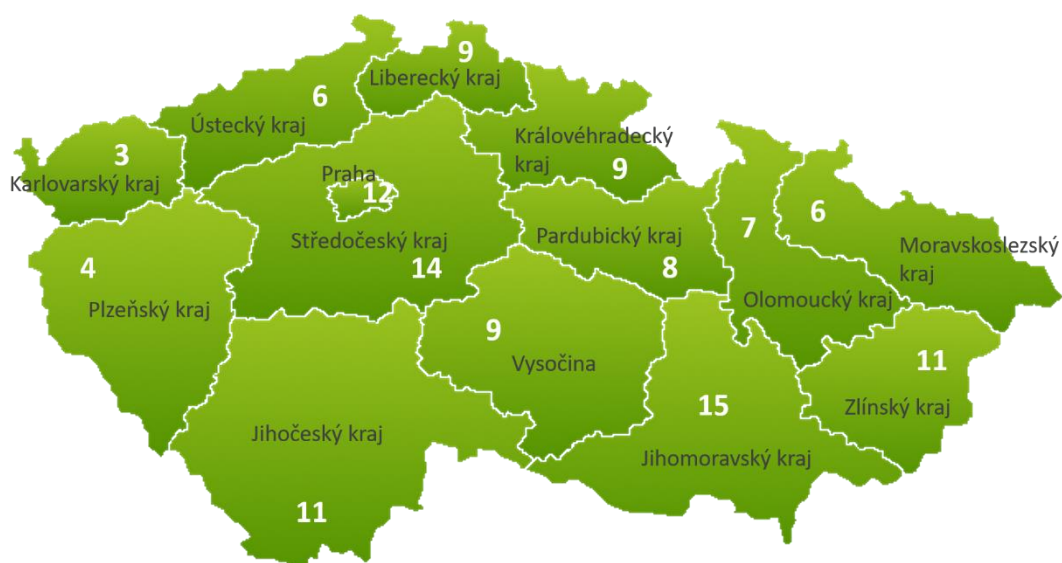 9
Liberecký kraj
6
Ústecký kraj
Královéhradecký
kraj
9
3
Karlovarský kraj
Praha
12
Středočeský kraj
14
Pardubický kraj
8
7
Olomoucký kraj
6
Moravskoslezský
kraj
4
Plzeňský kraj
9
Vysočina
11
Zlínský kraj
15
Jihomoravský kraj
Jihočeský kraj
11